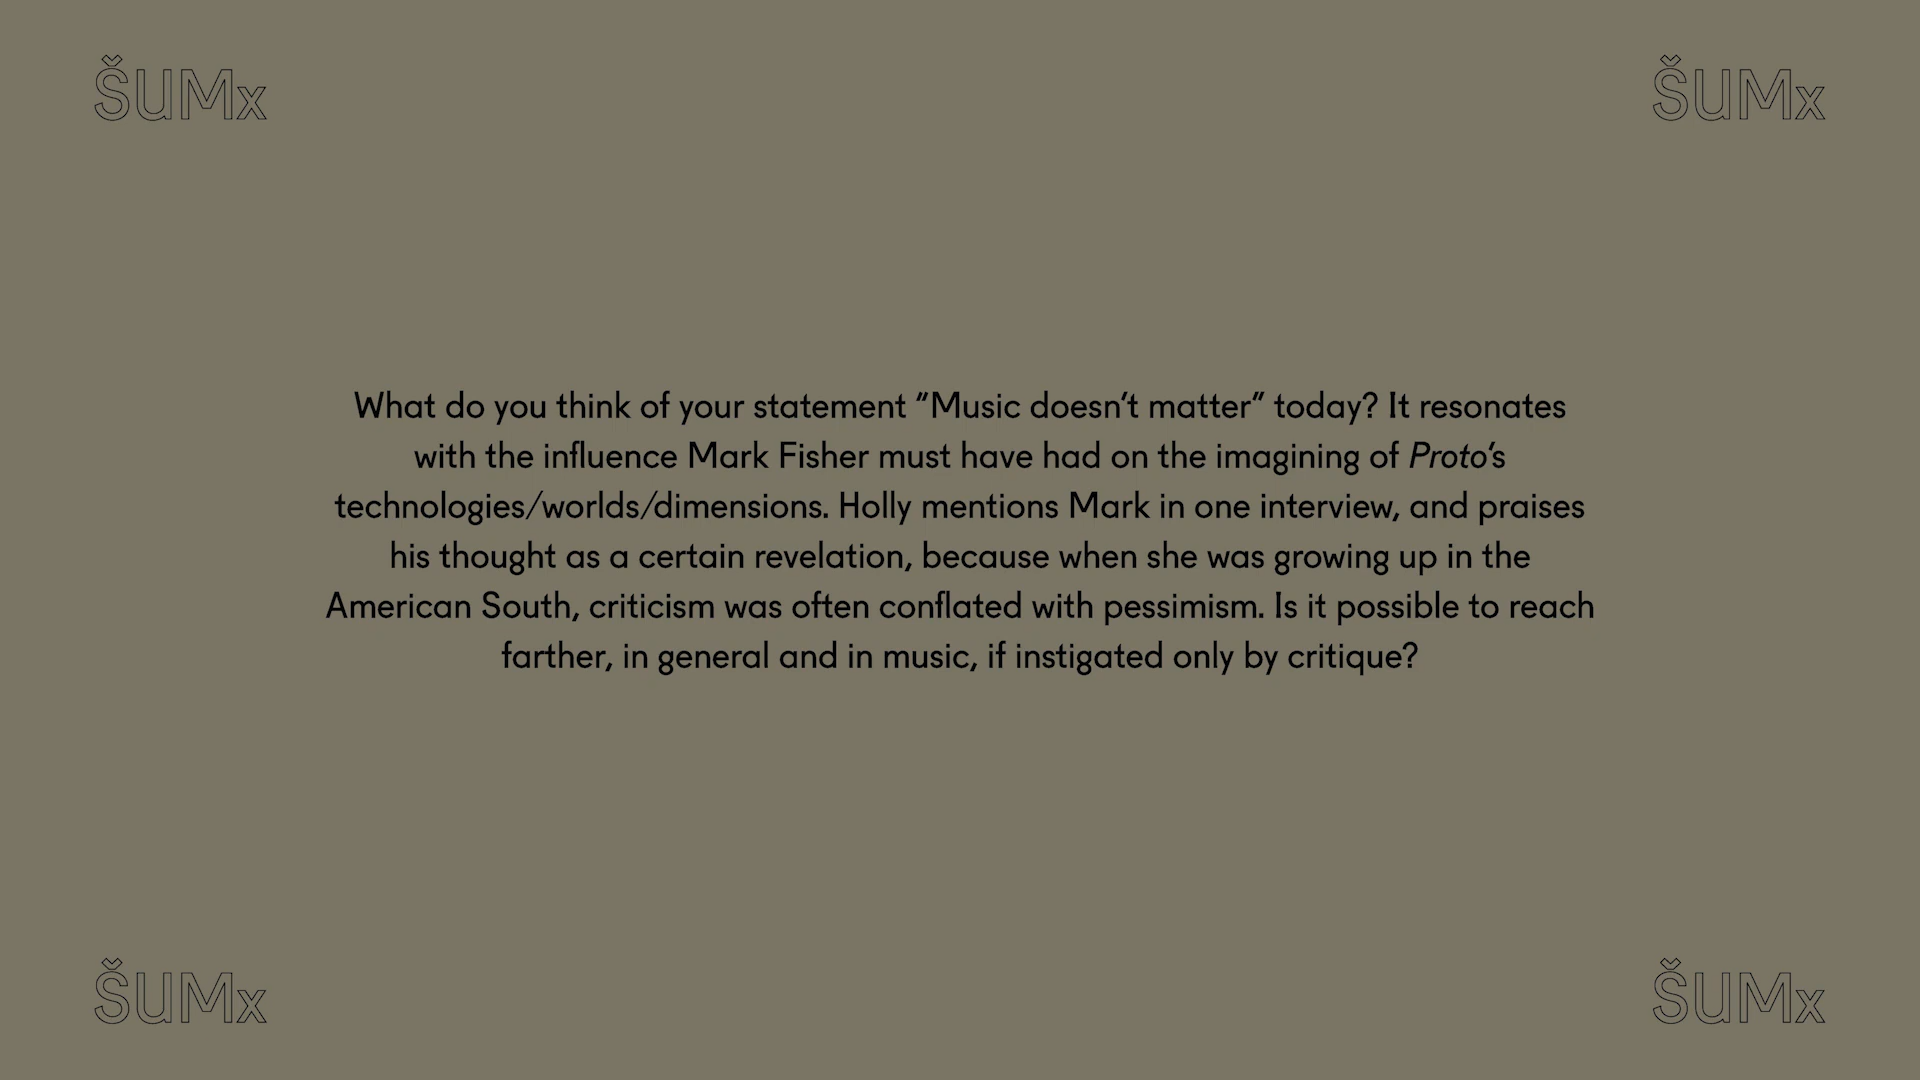 ŠUMx
ŠUMx
What do you think of your statement “Music doesn’t matter” today? It resonates
with the influence Mark Fisher must have had on the imagining of Proto’s
technologies/worlds/dimensions. Holly mentions Mark in one interview, and praises
his thought as a certain revelation, because when she was growing up in the
American South, criticism was often conflated with pessimism. Is it possible to reach
farther, in general and in music, if instigated only by critique?
ŠUMx
ŠUMx